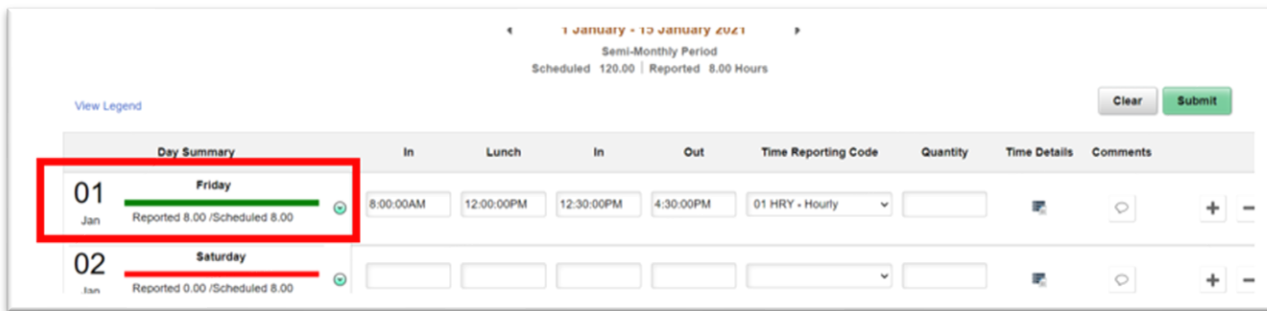 1 January - 15 January 2021
Semi-Monthly Period
Scheduled 120.00 | Reported 8.00 Hours
View Legend
Clear Submit
Day Summary In Lunch In Out Time Reporting Code Quantity Time Details Comments
Friday
01 8:00:00AM 12:00:00PM 12:30:00PM 4:30:00PM 01 HRY - Hourly
Jan Reported 8.00 /Scheduled 8.00
Saturday
02
Jan Reported 0.00 /Scheduled 8.00